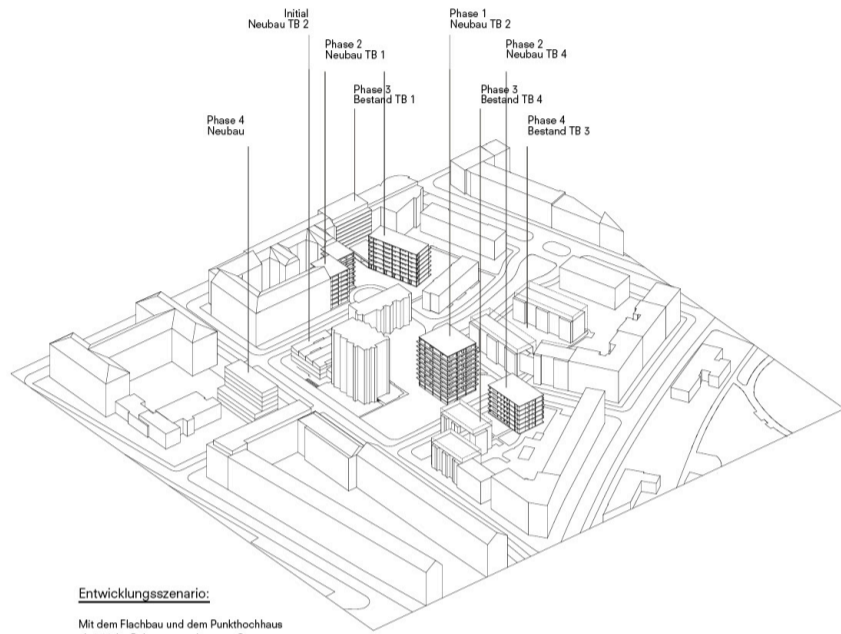 Initial
Neubau TB 2
Phase 1
Neubau TB 2
Phase 2
Neubau TB 1
Phase 2
Neubau TB 4
Phase 3
Bestand TB 1
Phase 3
Bestand TB 4
Phase 4
Neubau
Phase 4
Bestand TB 3
Entwicklungsszenario:
Mit dem Flachbau und dem Punkthochhaus